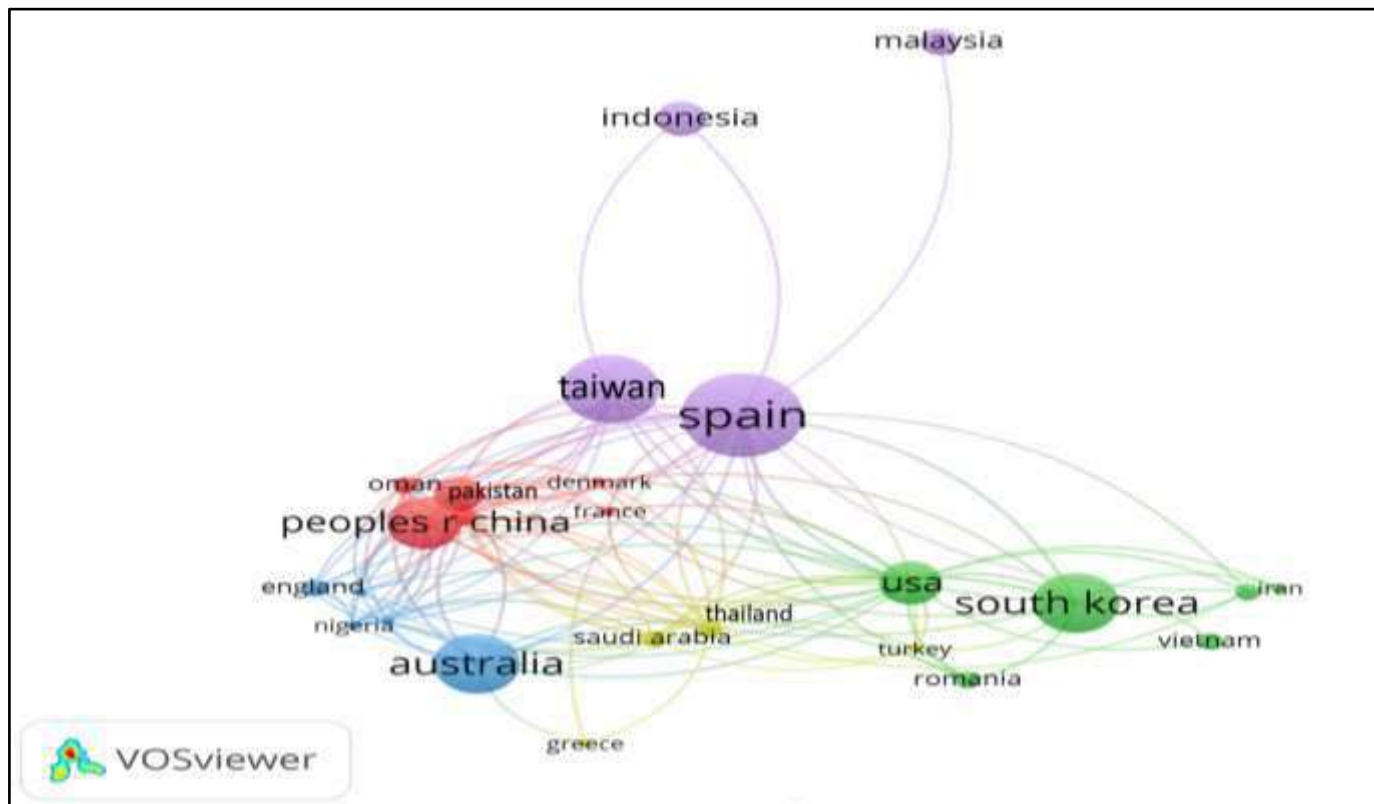 malaysia
indonesia
taiwan
spain
oman
pakistan
denmark
peoples r china
france
england
usa
iran
nigeria
thailand
south korea
saudi arabia
turkey
vietnam
australia
romania
greece
VOSviewer